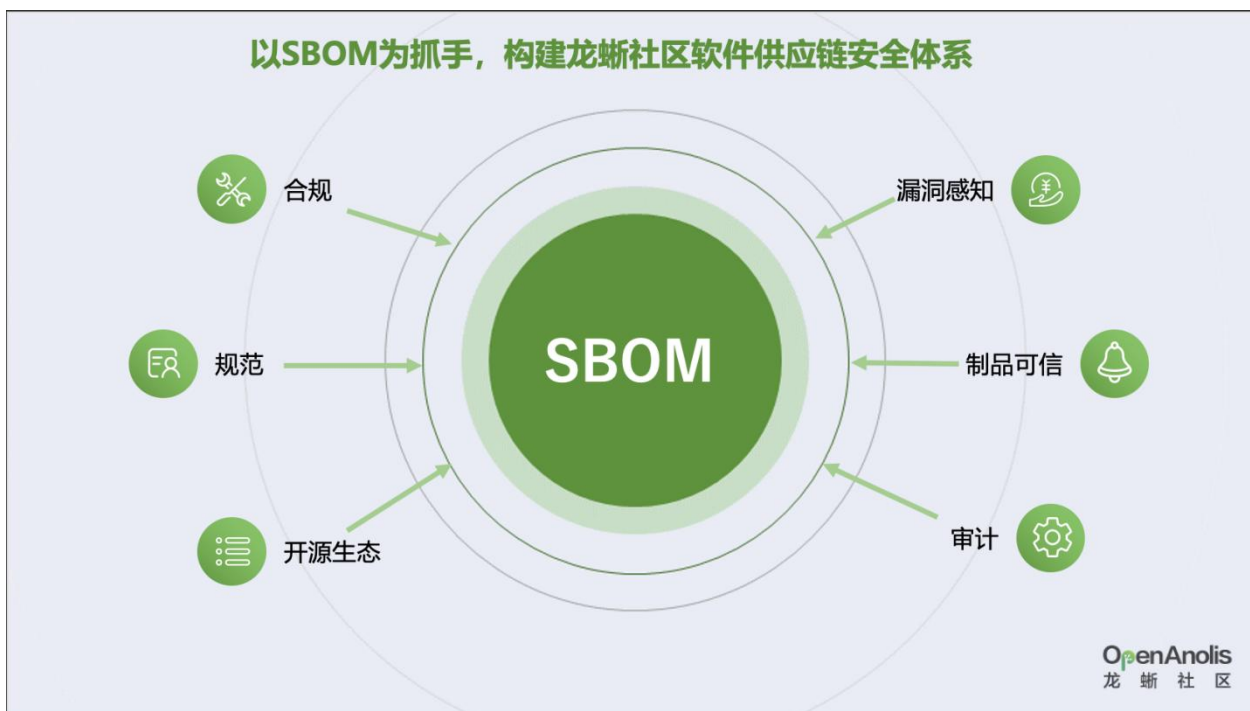 以SBOM为抓手，构建龙蜥社区软件供应链安全体系
合规
漏洞感知
规范
SBOM
制品可信
开源生态
审计
OpenAnolis
龙蜥社区